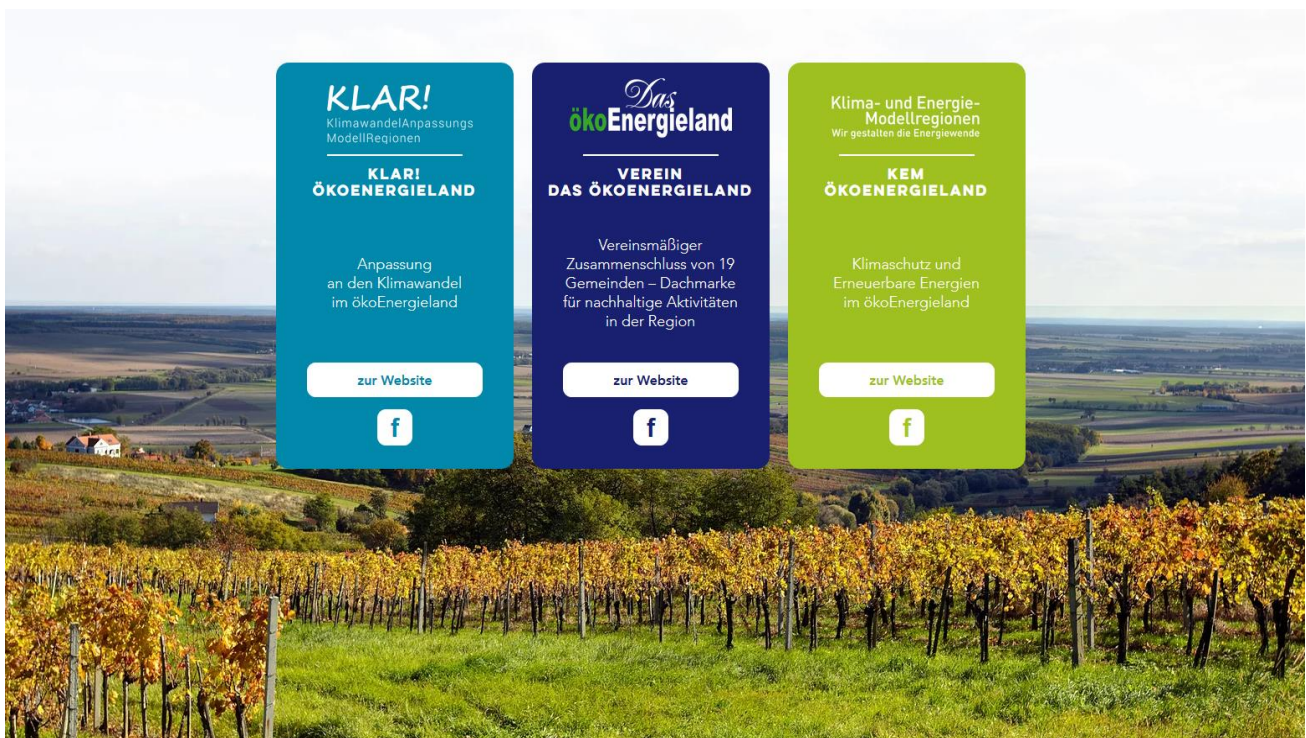 KLAR!
KlimawandelAnpassungs
ModellRegionen
KLAR!
ÖKOENERGIELAND
Anpassung
an den Klimawandel
im ökoEnergieland
zur Website
f
Das
ökoEnergieland
VEREIN
DAS ÖKOENERGIELAND
Vereinsmäßiger
Zusammenschluss von 19
Gemeinden – Dachmarke
für nachhaltige Aktivitäten
in der Region
zur Website
f
Klima- und Energie-
Modellregionen
Wir gestalten die Energiewende
KEM
ÖKOENERGIELAND
Klimaschutz und
Erneuerbare Energien
im ökoEnergieland
zur Website
f